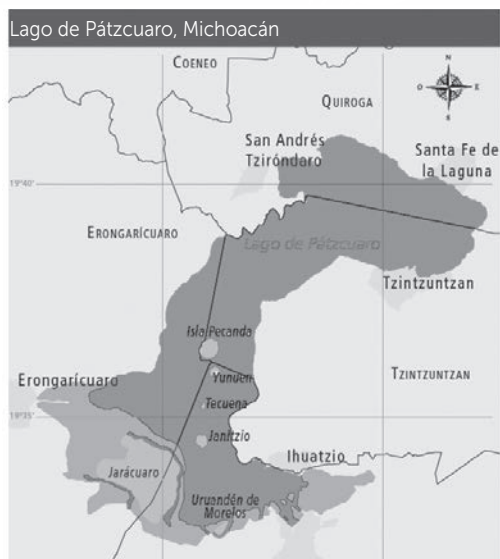 Lago de Pátzcuaro, Michoacán
COENEO
N
O
E
S
QUIROGA
San Andrés
Tziróndaro
Santa Fe de
la Laguna
19°40'
ERONGARÍCUARO
Lago de Pátzcuaro
Tzintzuntzan
Isla Pacanda
Yunuen
TZINTZUNTZAN
Erongarícuaro
Tecuena
19°35'
Janitzio
Ihuatzio
Jarácuaro
Uruandén de
Morelos